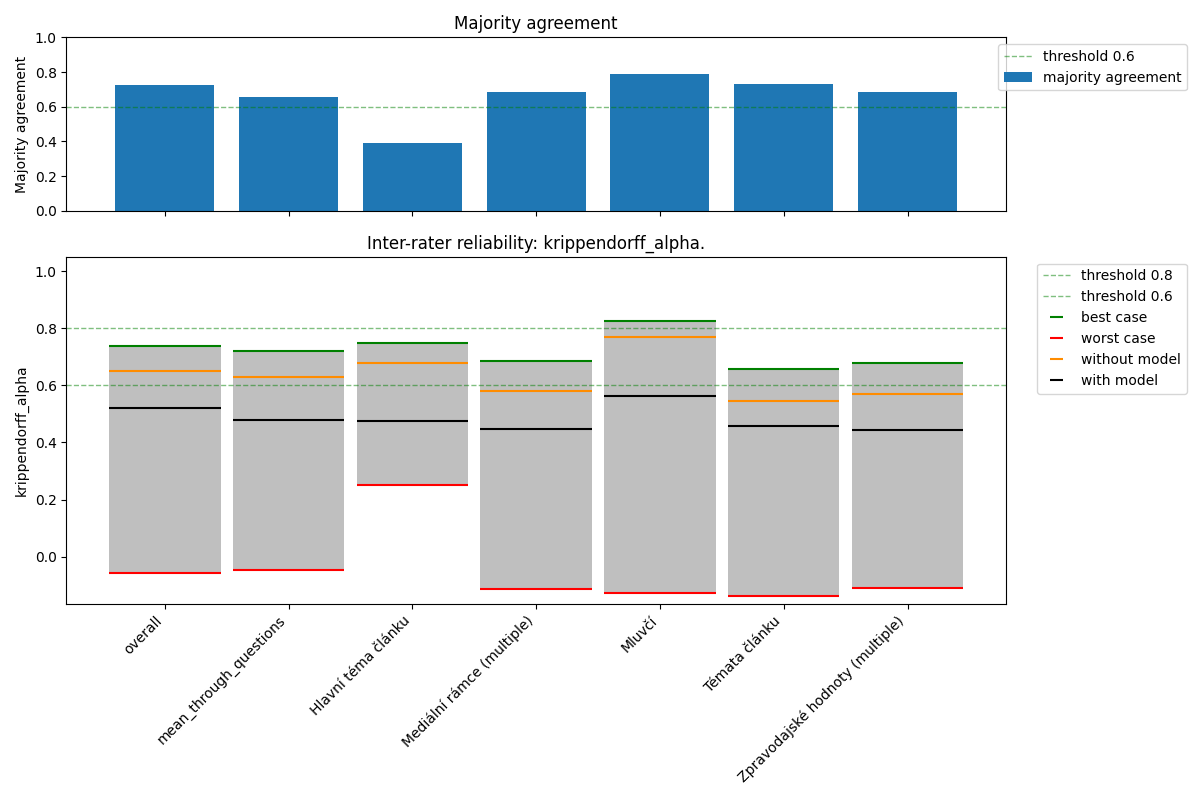 Majority agreement
Majority agreement
1.0
0.8
0.6
0.4
0.2
0.0
threshold 0.6
majority agreement
Inter-rater reliability: krippendorff_alpha.
krippendorff_alpha
1.0
0.8
0.6
0.4
0.2
0.0
threshold 0.8
threshold 0.6
best case
worst case
without model
with model
overall
mean_through_questions
Hlavní téma článku
Mediální rámce (multiple)
Mluvčí
Témata článku
Zpravodajské hodnoty (multiple)